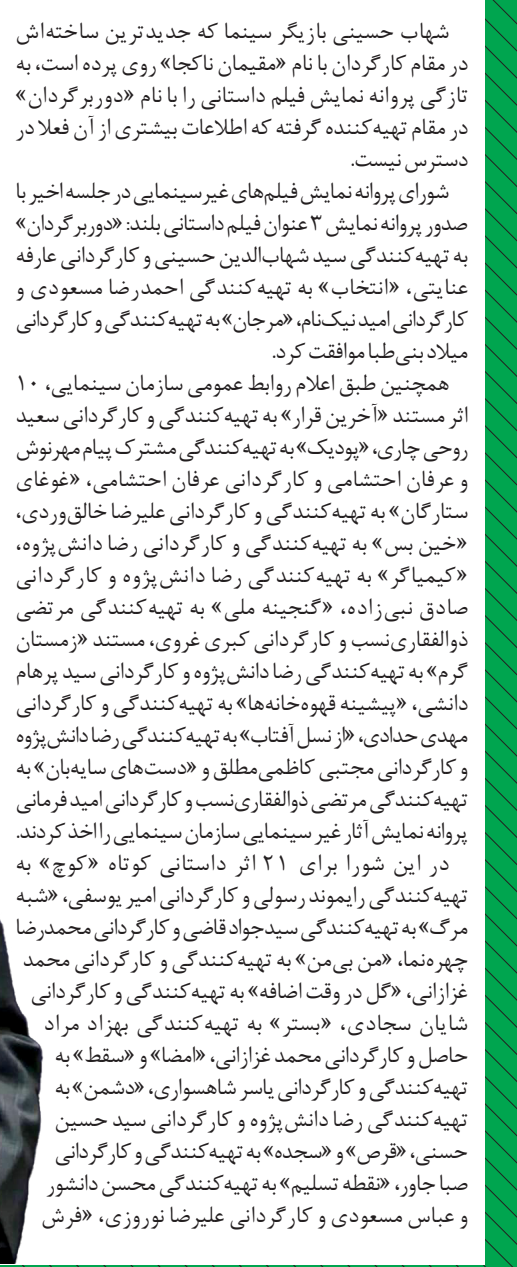 شهاب حسینی بازیگر سینما که جدیدترین ساخته‌اش
در مقام کارگردان با نام «مقیمان ناکجا» روی پرده است، به
تازگی پروانه نمایش فیلم داستانی را با نام «دوربرگردان»
در مقام تهیه‌کننده گرفته که اطلاعات بیشتری از آن فعلا در
دسترس نیست.
شورای پروانه نمایش فیلم‌های غیرسینمایی در جلسه اخیر با
صدور پروانه نمایش ۳ عنوان فیلم داستانی بلند: «دوربرگردان»
به تهیه‌کنندگی سید شهاب‌الدین حسینی و کارگردانی عارفه
عنایتی، «انتخاب» به تهیه‌کنندگی احمدرضا مسعودی و
کارگردانی امید نیک‌نام، «مرجان» به تهیه‌کنندگی و کارگردانی
میلاد بنی‌طبا موافقت کرد.
همچنین طبق اعلام روابط عمومی سازمان سینمایی، ۱۰
اثر مستند «آخرین قرار» به تهیه‌کنندگی و کارگردانی سعید
روحی چاری، «پودیک» به تهیه‌کنندگی مشترک پیام مهرنوش
و عرفان احتشامی و کارگردانی عرفان احتشامی، «غوغای
ستارگان» به تهیه‌کنندگی و کارگردانی علیرضا خالق‌وردی،
«خین بس» به تهیه‌کنندگی و کارگردانی رضا دانش‌پژوه،
«کیمیاگر» به تهیه‌کنندگی رضا دانش‌پژوه و کارگردانی
صادق نبی‌زاده، «گنجینه ملی» به تهیه‌کنندگی مرتضی
ذوالفقاری‌نسب و کارگردانی کبری غروی، مستند «زمستان
گرم» به تهیه‌کنندگی رضا دانش‌پژوه و کارگردانی سید پرهام
دانشی، «پیشینه قهوه‌خانه‌ها» به تهیه‌کنندگی و کارگردانی
مهدی حدادی، «از نسل آفتاب» به تهیه‌کنندگی رضا دانش‌پژوه
و کارگردانی مجتبی کاظمی‌مطلق و «دست‌های سایه‌بان» به
تهیه‌کنندگی مرتضی ذوالفقاری‌نسب و کارگردانی امید فرمانی
پروانه نمایش آثار غیر سینمایی سازمان سینمایی را اخذ کردند.
در این شورا برای ۲۱ اثر داستانی کوتاه «کوچ» به
تهیه‌کنندگی رایموند رسولی و کارگردانی امیر یوسفی، «شبه
مرگ» به تهیه‌کنندگی سیدجواد قاضی و کارگردانی محمدرضا
چهره‌نما، «من بی‌من» به تهیه‌کنندگی و کارگردانی محمد
غزازانی، «گل در وقت اضافه» به تهیه‌کنندگی و کارگردانی
شایان سجادی، «بستر» به تهیه‌کنندگی بهزاد مراد
حاصل و کارگردانی محمد غزازانی، «امضا» و «سقط» به
تهیه‌کنندگی و کارگردانی یاسر شاهسواری، «دشمن» به
تهیه‌کنندگی رضا دانش‌پژوه و کارگردانی سید حسین
حسنی، «قرص» و «سجده» به تهیه‌کنندگی و کارگردانی
صبا جاور، «نقطه تسلیم» به تهیه‌کنندگی محسن دانشور
و عباس مسعودی و کارگردانی علیرضا نوروزی، «فرش